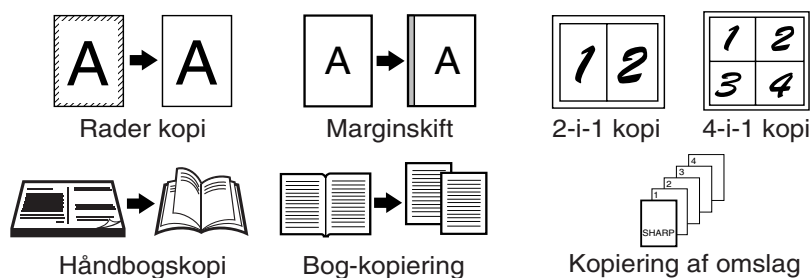 A A
Rader kopi
A A
Marginskift
1 2
2-i-1 kopi
1 2
3 4
4-i-1 kopi
Håndbogskopi
Bog-kopiering
4
3
2
1
SHARP
Kopiering af omslag